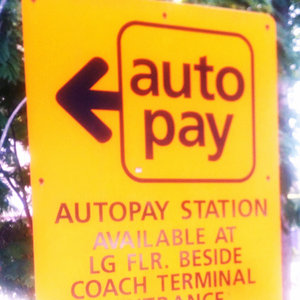 auto
pay
AUTOPAY STATION
AVAILABLE AT
LG FLR. BESIDE
COACH TERMINAL